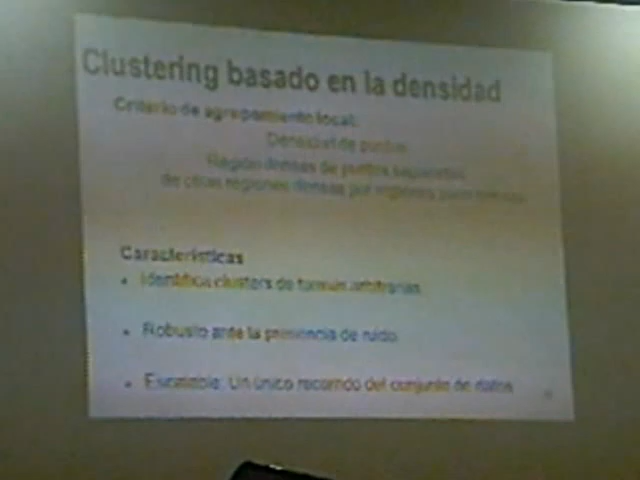 Clustering basado en la densidad
Criterio de agrupamiento local:
Densidad de puntos
Región densas de puntos separadas
de otras regiones densas por regiones poco densas
Características
• Identifica clusters de formas arbitrarias
• Robusto ante la presencia de ruido
• Escalable: Un único recorrido del conjunto de datos